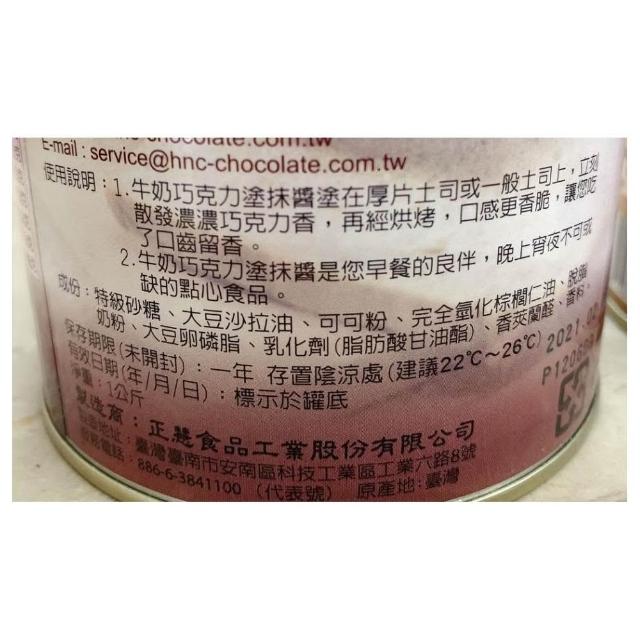 hnc-chocolate.com.tw
E-mail : service@hnc-chocolate.com.tw
使用說明：1.牛奶巧克力塗抹醬塗在厚片土司或一般土司上，立刻
散發濃濃巧克力香，再經烘烤，口感更香脆，讓您吃
了口齒留香。
2.牛奶巧克力塗抹醬是您早餐的良伴，晚上宵夜不可或
缺的點心食品。
成份：特級砂糖、大豆沙拉油、可可粉、完全氫化棕櫚仁油、脫脂
奶粉、大豆卵磷脂、乳化劑(脂肪酸甘油酯)、香莢蘭醛、香料。
保存期限(未開封)：一年 存置陰涼處(建議22℃～26℃)
有效日期(年/月/日)：標示於罐底
淨重：1公斤
製造商：正慧食品工業股份有限公司
製造地址：臺灣臺南市安南區科技工業區工業六路8號
886-6-3841100 (代表號) 原產地：臺灣
2021.02